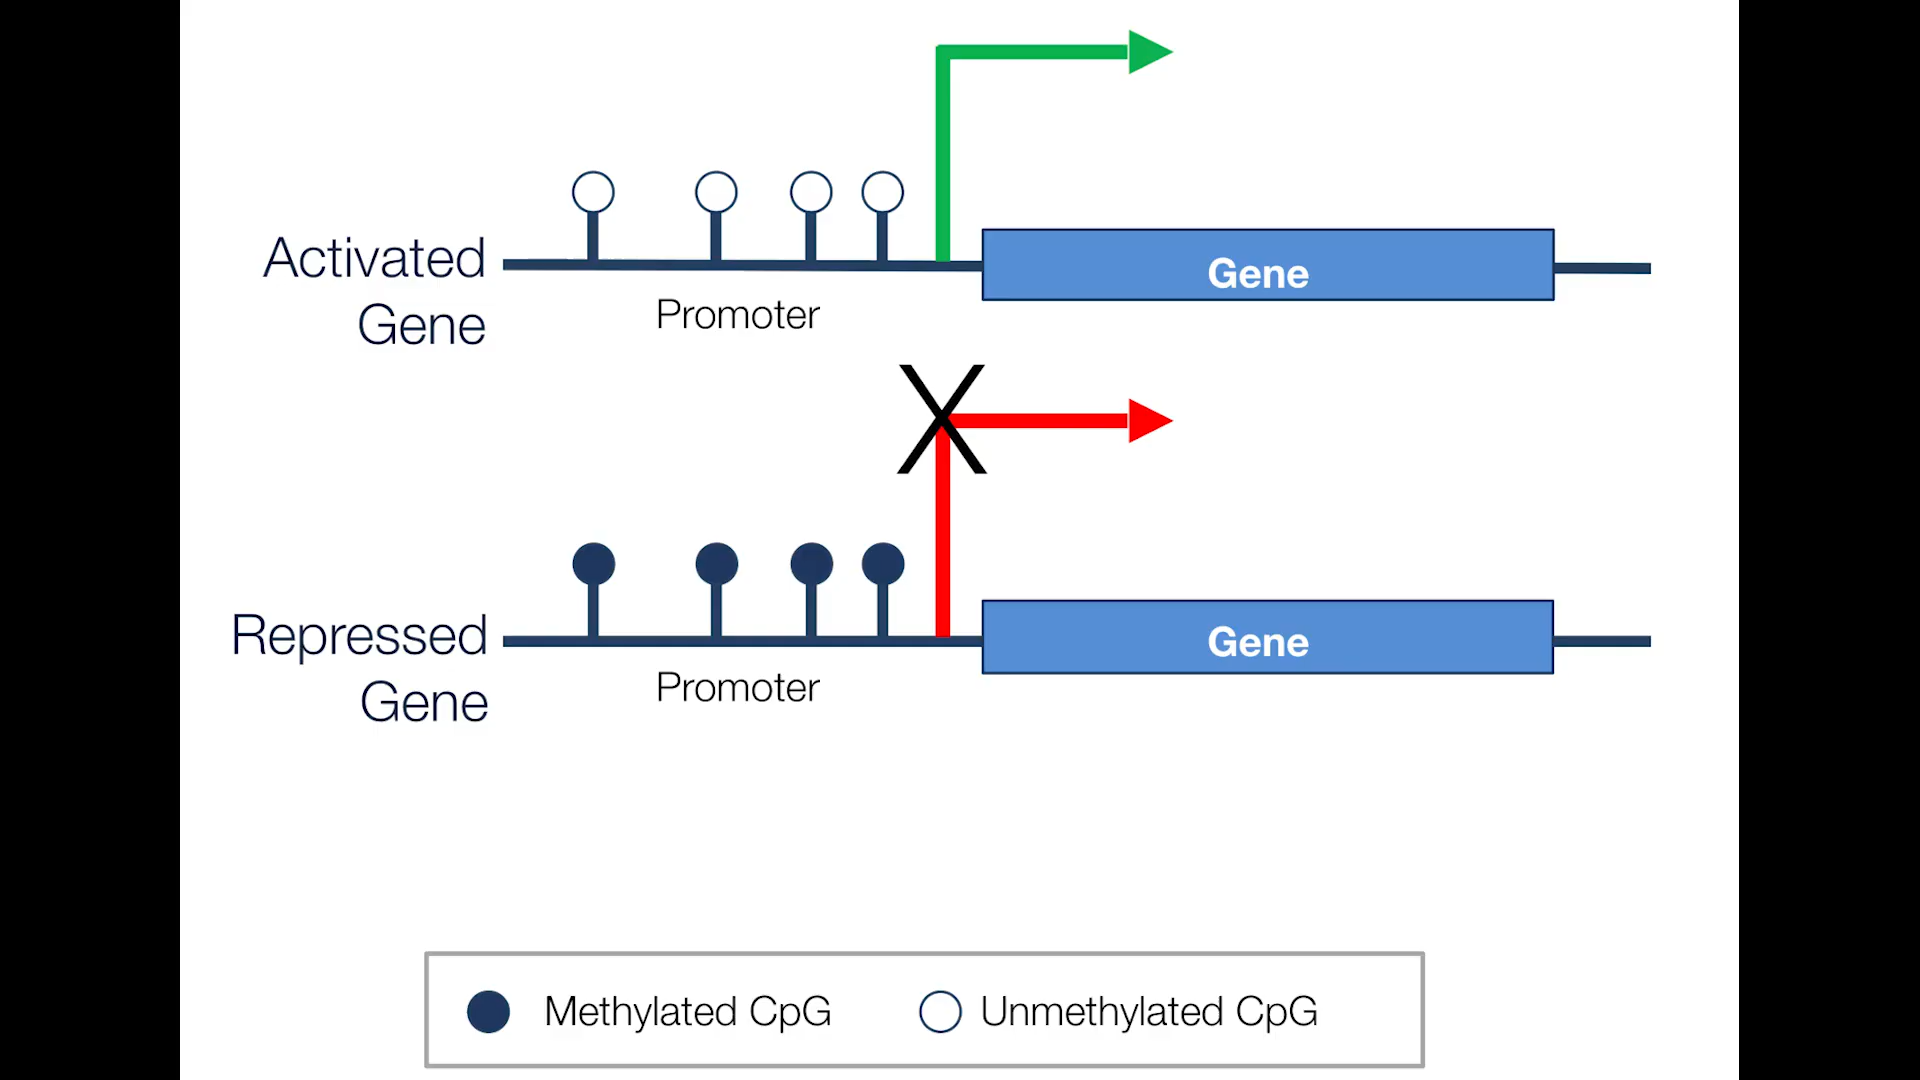 Activated
Gene
Gene
Promoter
Repressed
Gene
Gene
Promoter
Methylated CpG
Unmethylated CpG